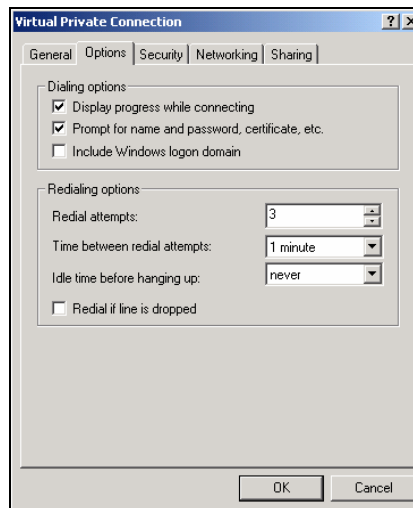 Virtual Private Connection
General Options Security Networking Sharing
Dialing options
Display progress while connecting
Prompt for name and password, certificate, etc.
Include Windows logon domain
Redialing options
Redial attempts: 3
Time between redial attempts: 1 minute
Idle time before hanging up: never
Redial if line is dropped
OK Cancel